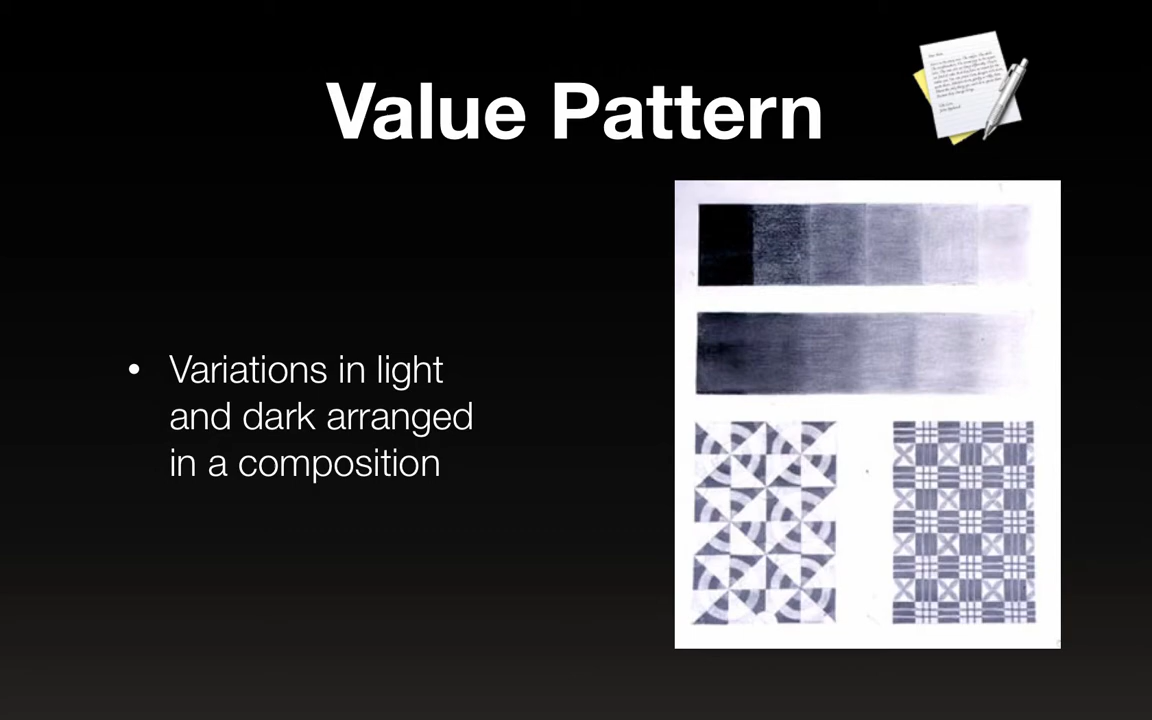 Value Pattern
• Variations in light
and dark arranged
in a composition